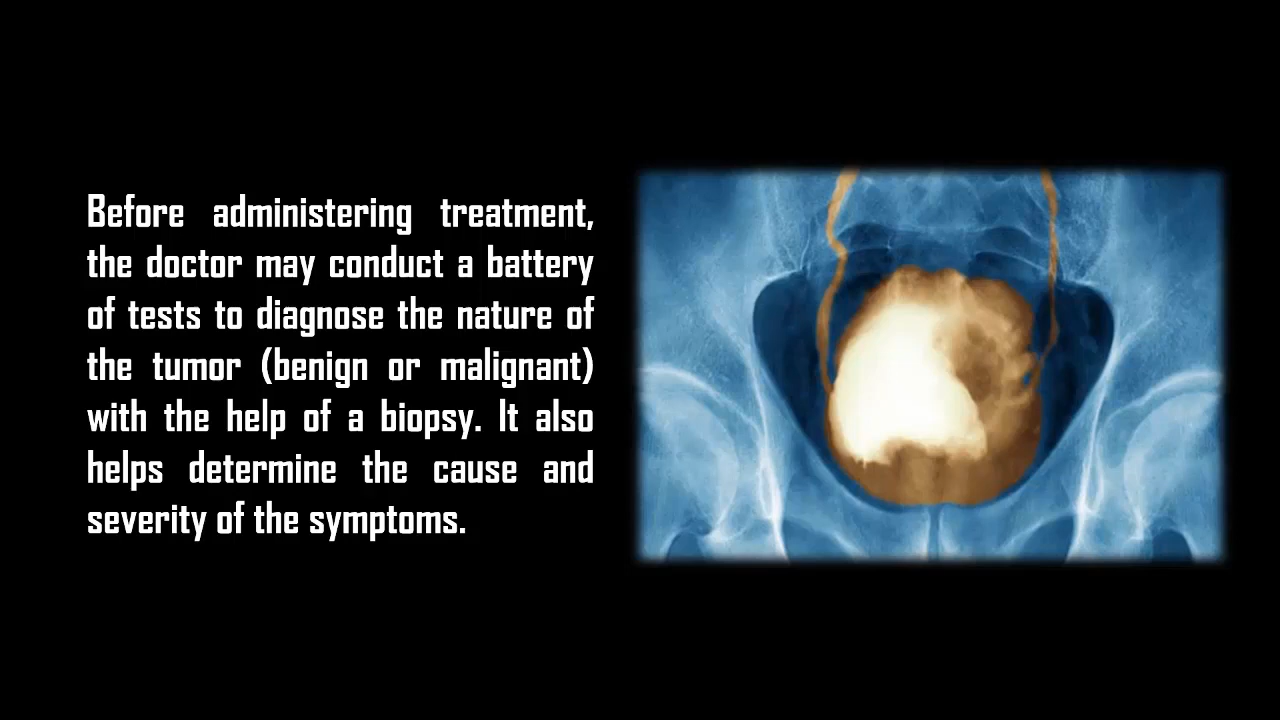 Before administering treatment,
the doctor may conduct a battery
of tests to diagnose the nature of
the tumor (benign or malignant)
with the help of a biopsy. It also
helps determine the cause and
severity of the symptoms.